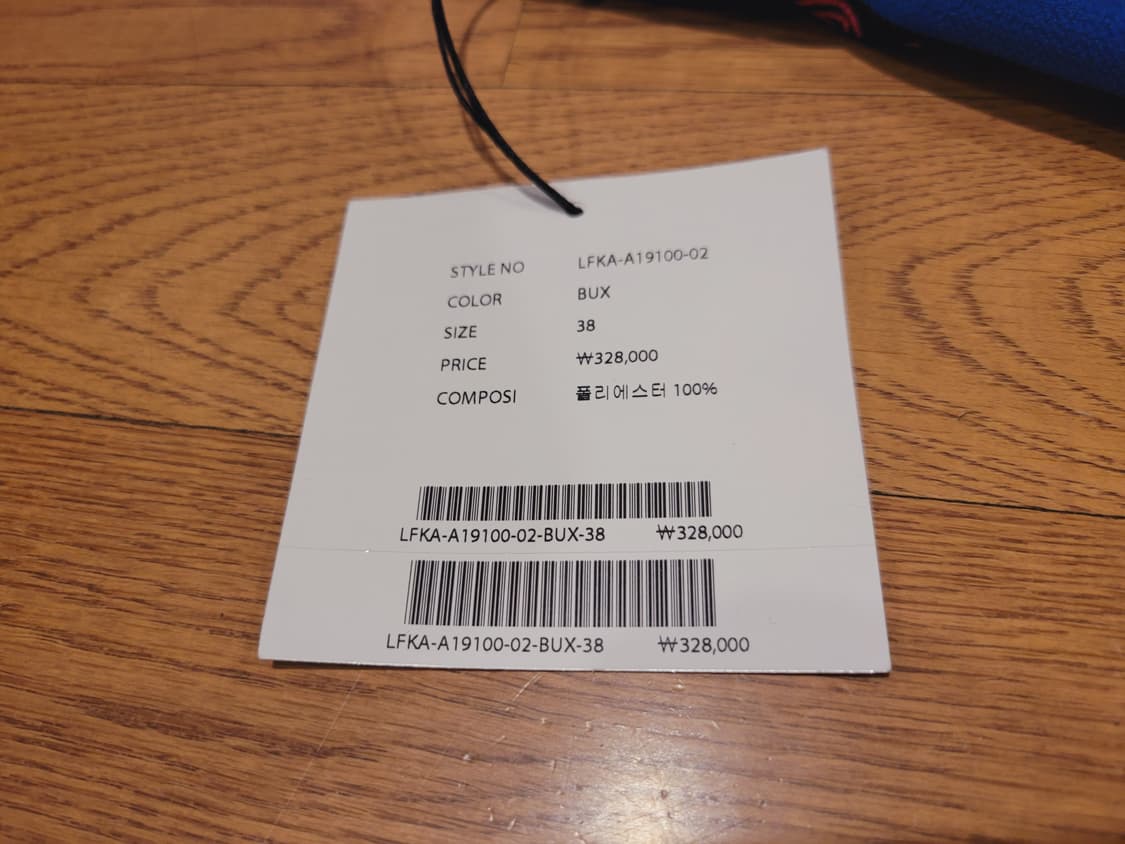 STYLE NO LFKA-A19100-02
COLOR BUX
SIZE 38
PRICE ₩328,000
COMPOSI 폴리에스터 100%
LFKA-A19100-02-BUX-38 ₩328,000
LFKA-A19100-02-BUX-38 ₩328,000